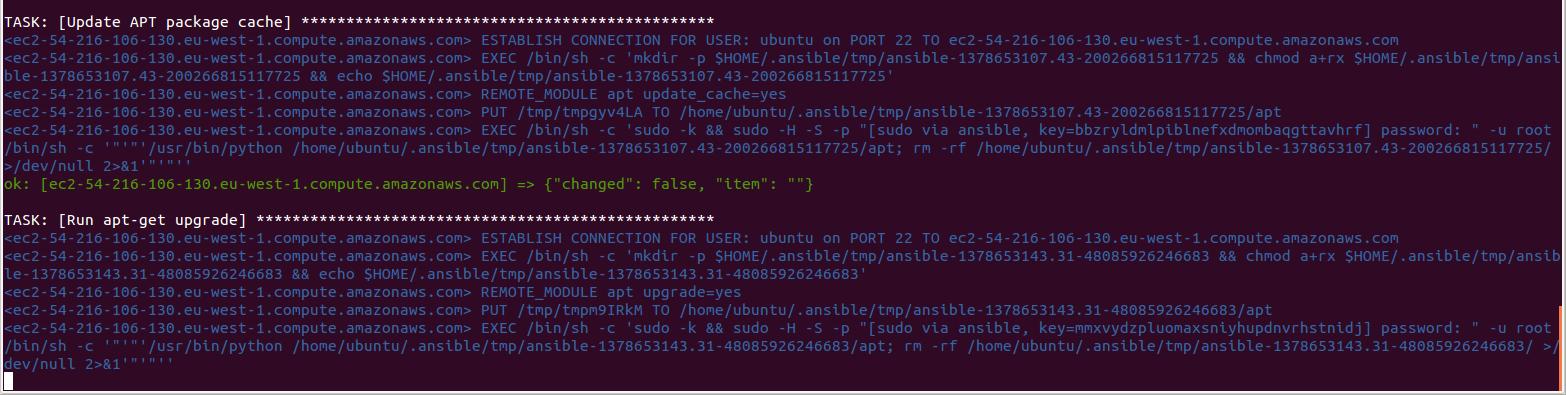 TASK: [Update APT package cache] **********************************************
<ec2-54-216-106-130.eu-west-1.compute.amazonaws.com> ESTABLISH CONNECTION FOR USER: ubuntu on PORT 22 TO ec2-54-216-106-130.eu-west-1.compute.amazonaws.com
<ec2-54-216-106-130.eu-west-1.compute.amazonaws.com> EXEC /bin/sh -c 'mkdir -p $HOME/.ansible/tmp/ansible-1378653107.43-200266815117725 && chmod a+rx $HOME/.ansible/tmp/ansi
ble-1378653107.43-200266815117725 && echo $HOME/.ansible/tmp/ansible-1378653107.43-200266815117725'
<ec2-54-216-106-130.eu-west-1.compute.amazonaws.com> REMOTE_MODULE apt update_cache=yes
<ec2-54-216-106-130.eu-west-1.compute.amazonaws.com> PUT /tmp/tmpgyv4LA TO /home/ubuntu/.ansible/tmp/ansible-1378653107.43-200266815117725/apt
<ec2-54-216-106-130.eu-west-1.compute.amazonaws.com> EXEC /bin/sh -c 'sudo -k && sudo -H -S -p "[sudo via ansible, key=bbzryldmlpiblnefxdmombaqgttavhrf] password: " -u root
/bin/sh -c '"'"'/usr/bin/python /home/ubuntu/.ansible/tmp/ansible-1378653107.43-200266815117725/apt; rm -rf /home/ubuntu/.ansible/tmp/ansible-1378653107.43-200266815117725/
>/dev/null 2>&1'"'"''
ok: [ec2-54-216-106-130.eu-west-1.compute.amazonaws.com] => {"changed": false, "item": ""}
TASK: [Run apt-get upgrade] ***************************************************
<ec2-54-216-106-130.eu-west-1.compute.amazonaws.com> ESTABLISH CONNECTION FOR USER: ubuntu on PORT 22 TO ec2-54-216-106-130.eu-west-1.compute.amazonaws.com
<ec2-54-216-106-130.eu-west-1.compute.amazonaws.com> EXEC /bin/sh -c 'mkdir -p $HOME/.ansible/tmp/ansible-1378653143.31-48085926246683 && chmod a+rx $HOME/.ansible/tmp/ansib
le-1378653143.31-48085926246683 && echo $HOME/.ansible/tmp/ansible-1378653143.31-48085926246683'
<ec2-54-216-106-130.eu-west-1.compute.amazonaws.com> REMOTE_MODULE apt upgrade=yes
<ec2-54-216-106-130.eu-west-1.compute.amazonaws.com> PUT /tmp/tmpm9IRkM TO /home/ubuntu/.ansible/tmp/ansible-1378653143.31-48085926246683/apt
<ec2-54-216-106-130.eu-west-1.compute.amazonaws.com> EXEC /bin/sh -c 'sudo -k && sudo -H -S -p "[sudo via ansible, key=mmxvydzpluomaxsniyhupdnvrhstnidj] password: " -u root
/bin/sh -c '"'"'/usr/bin/python /home/ubuntu/.ansible/tmp/ansible-1378653143.31-48085926246683/apt; rm -rf /home/ubuntu/.ansible/tmp/ansible-1378653143.31-48085926246683/ >/
dev/null 2>&1'"'"''